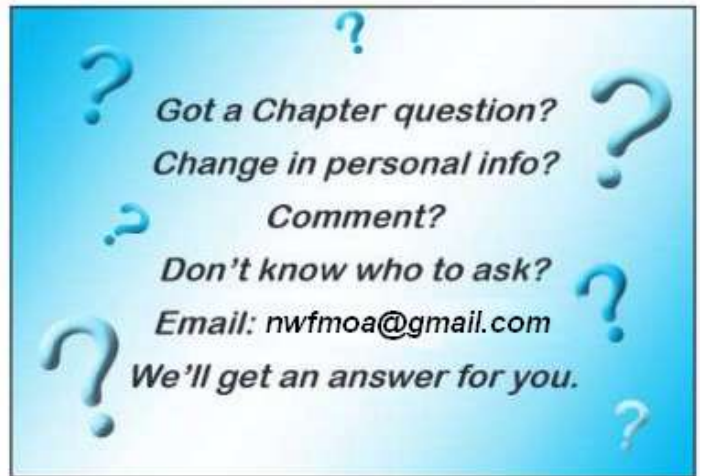 Got a Chapter question?
Change in personal info?
Comment?
Don't know who to ask?
Email: nwfmoa@gmail.com
We'll get an answer for you.